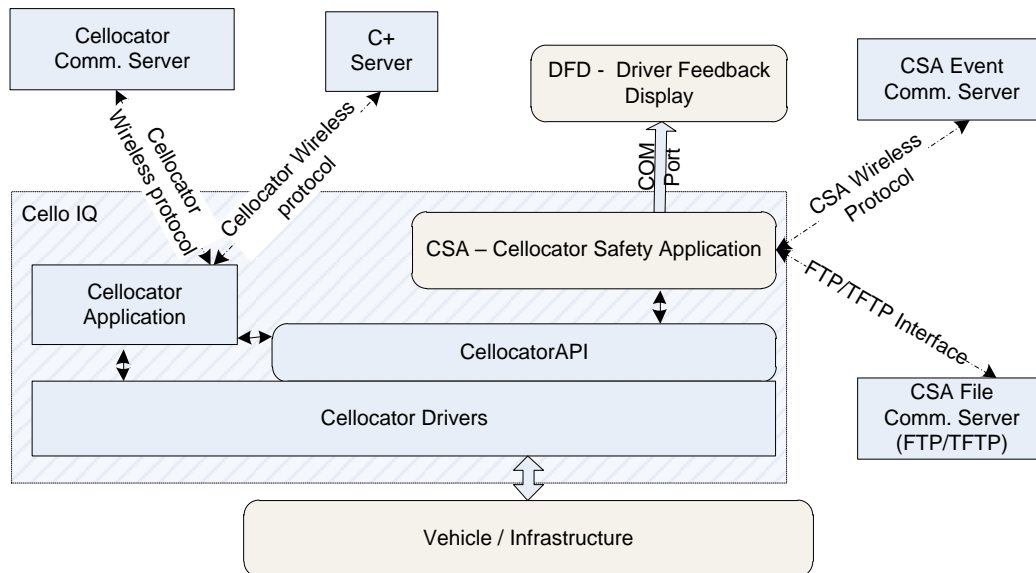 Cellocator
Comm. Server
C+
Server
DFD -  Driver Feedback
Display
CSA Event
Comm. Server
Cellocator
Wireless protocol
Cellocator Wireless
protocol
COM
Port
CSA Wireless
Protocol
Cello IQ
CSA – Cellocator Safety Application
Cellocator
Application
FTP/TFTP Interface
CellocatorAPI
Cellocator Drivers
CSA File
Comm. Server
(FTP/TFTP)
Vehicle / Infrastructure